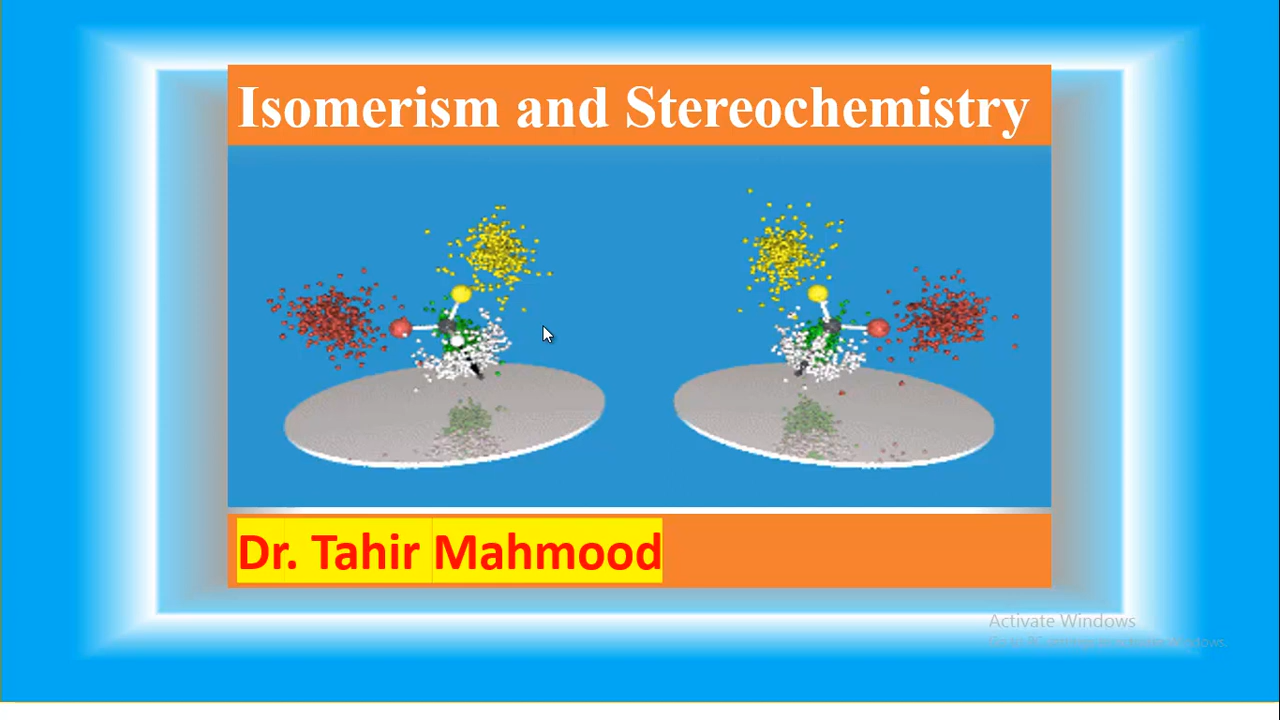 Isomerism and Stereochemistry
Dr. Tahir Mahmood
Activate Windows